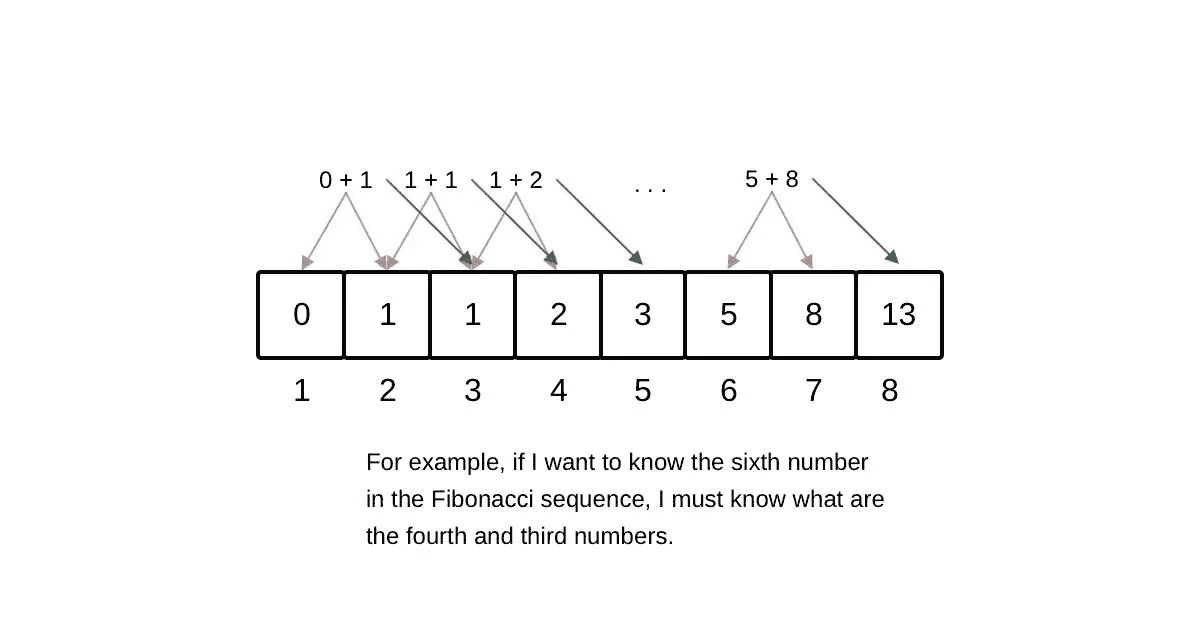 0 + 1 1 + 1 1 + 2 . . . 5 + 8
0 1 1 2 3 5 8 13
1 2 3 4 5 6 7 8
For example, if I want to know the sixth number
in the Fibonacci sequence, I must know what are
the fourth and third numbers.